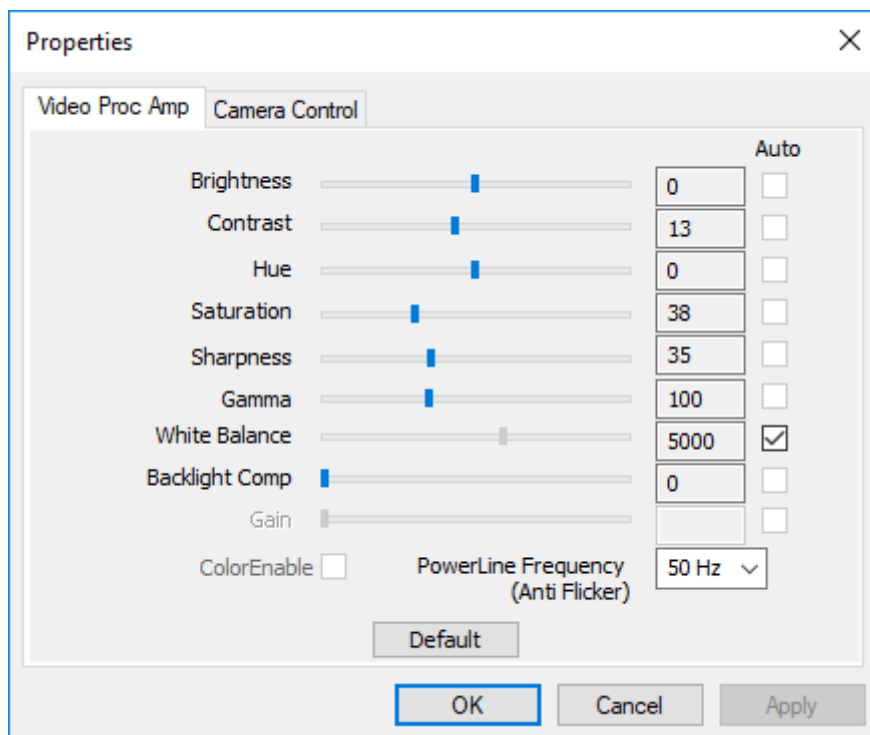 Properties
Video Proc Amp Camera Control
Auto
Brightness 0
Contrast 13
Hue 0
Saturation 38
Sharpness 35
Gamma 100
White Balance 5000
Backlight Comp 0
Gain
ColorEnable PowerLine Frequency 50 Hz
(Anti Flicker)
Default
OK Cancel Apply